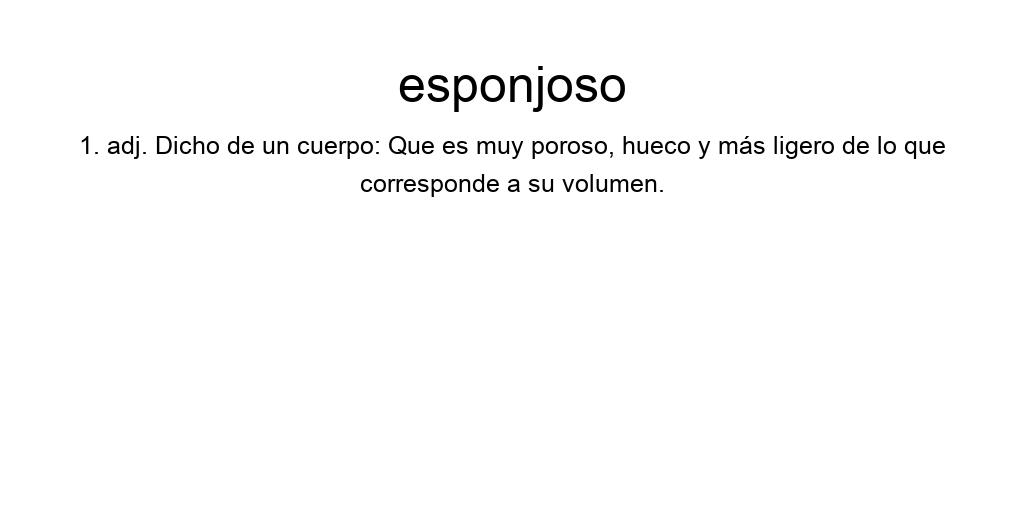 esponjoso
1. adj. Dicho de un cuerpo: Que es muy poroso, hueco y más ligero de lo que
corresponde a su volumen.